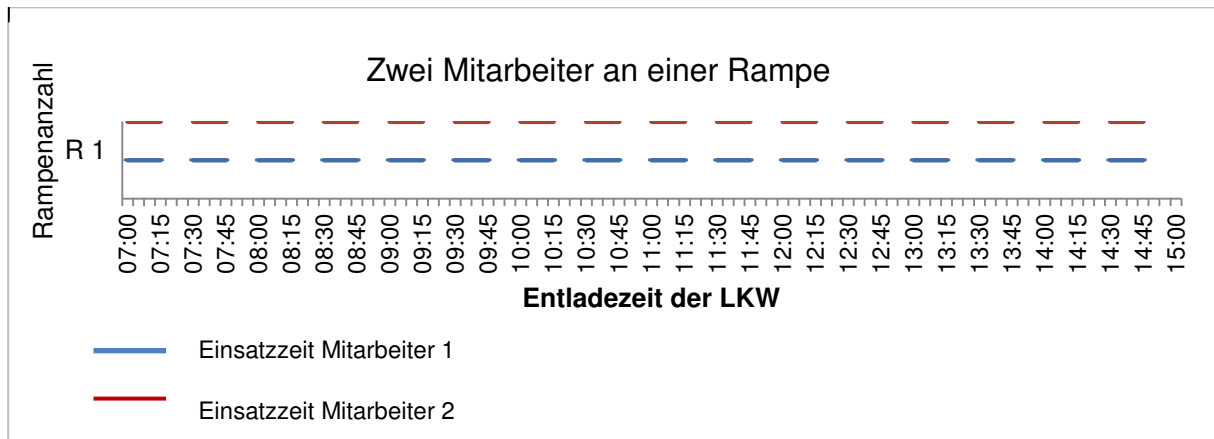 Zwei Mitarbeiter an einer Rampe
Rampenanzahl
R 1
07:00 07:15 07:30 07:45 08:00 08:15 08:30 08:45 09:00 09:15 09:30 09:45 10:00 10:15 10:30 10:45 11:00 11:15 11:30 11:45 12:00 12:15 12:30 12:45 13:00 13:15 13:30 13:45 14:00 14:15 14:30 14:45 15:00
Entladezeit der LKW
Einsatzzeit Mitarbeiter 1
Einsatzzeit Mitarbeiter 2